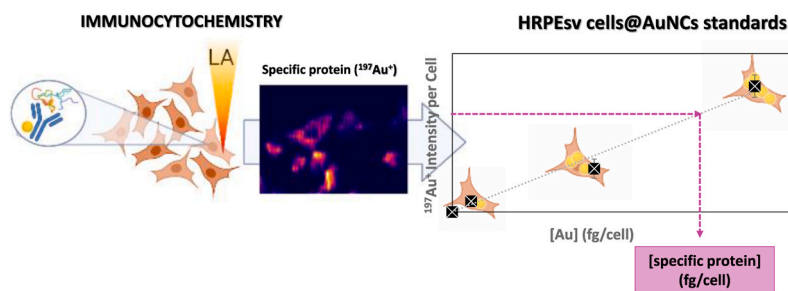 IMMUNOCYTOCHEMISTRY
HRPEsv cells@AuNCs standards
LA
Specific protein (¹⁹⁷Au⁺)
¹⁹⁷Au⁺ Intensity per Cell
[Au] (fg/cell)
[specific protein]
(fg/cell)